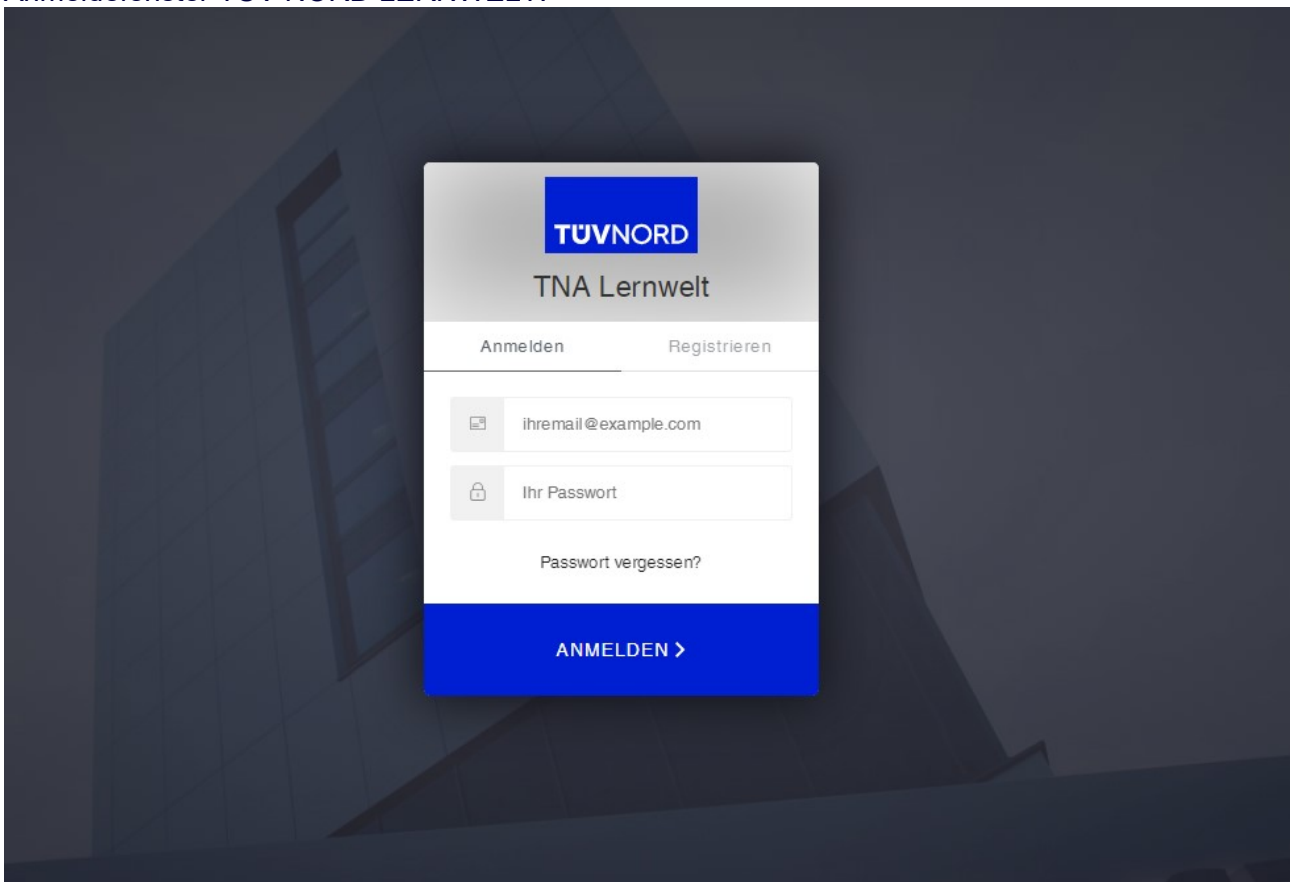 TÜVNORD
TNA Lernwelt
Anmelden Registrieren
ihremail@example.com
Ihr Passwort
Passwort vergessen?
ANMELDEN